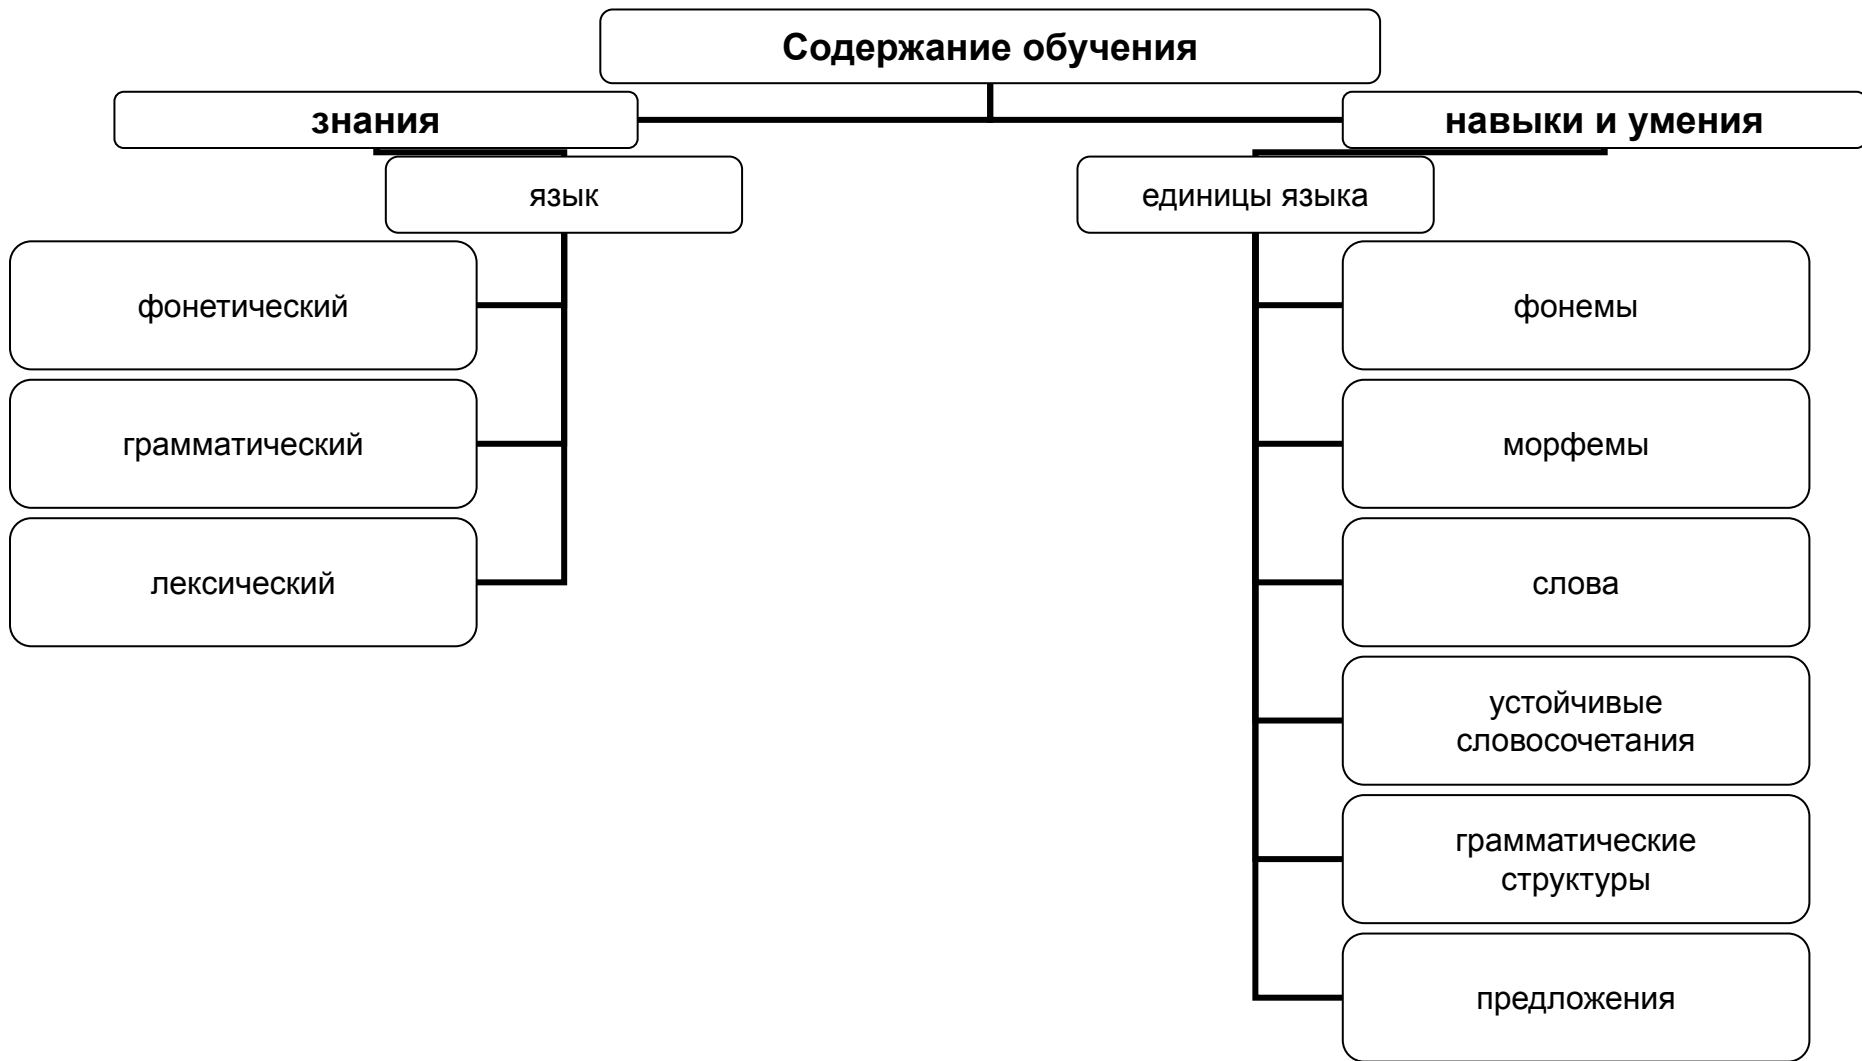 Содержание обучения
знания
навыки и умения
язык
единицы языка
фонетический
грамматический
лексический
фонемы
морфемы
слова
устойчивые
словосочетания
грамматические
структуры
предложения